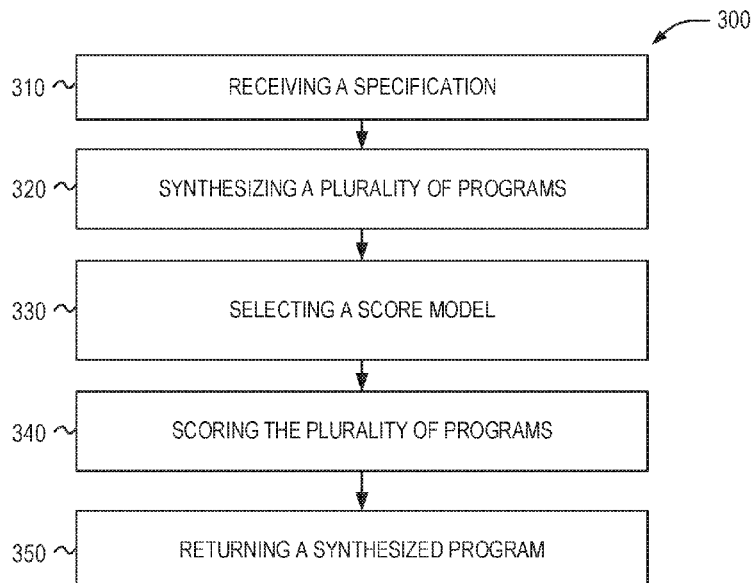 300
310 RECEIVING A SPECIFICATION
320 SYNTHESIZING A PLURALITY OF PROGRAMS
330 SELECTING A SCORE MODEL
340 SCORING THE PLURALITY OF PROGRAMS
350 RETURNING A SYNTHESIZED PROGRAM